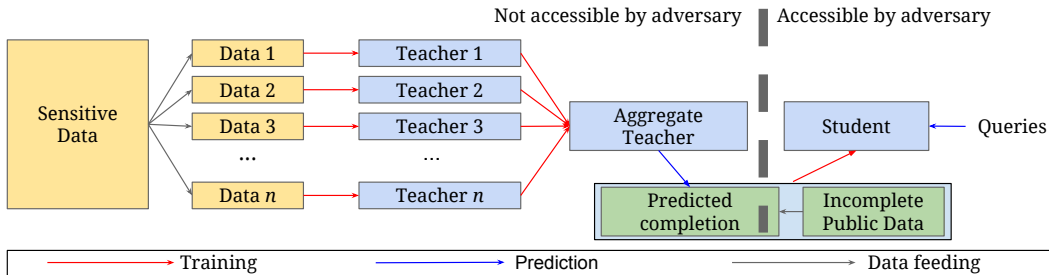 Not accessible by adversary
Accessible by adversary
Sensitive
Data
Data 1
Data 2
Data 3
...
Data n
Teacher 1
Teacher 2
Teacher 3
...
Teacher n
Aggregate
Teacher
Student
Queries
Predicted
completion
Incomplete
Public Data
Training
Prediction
Data feeding